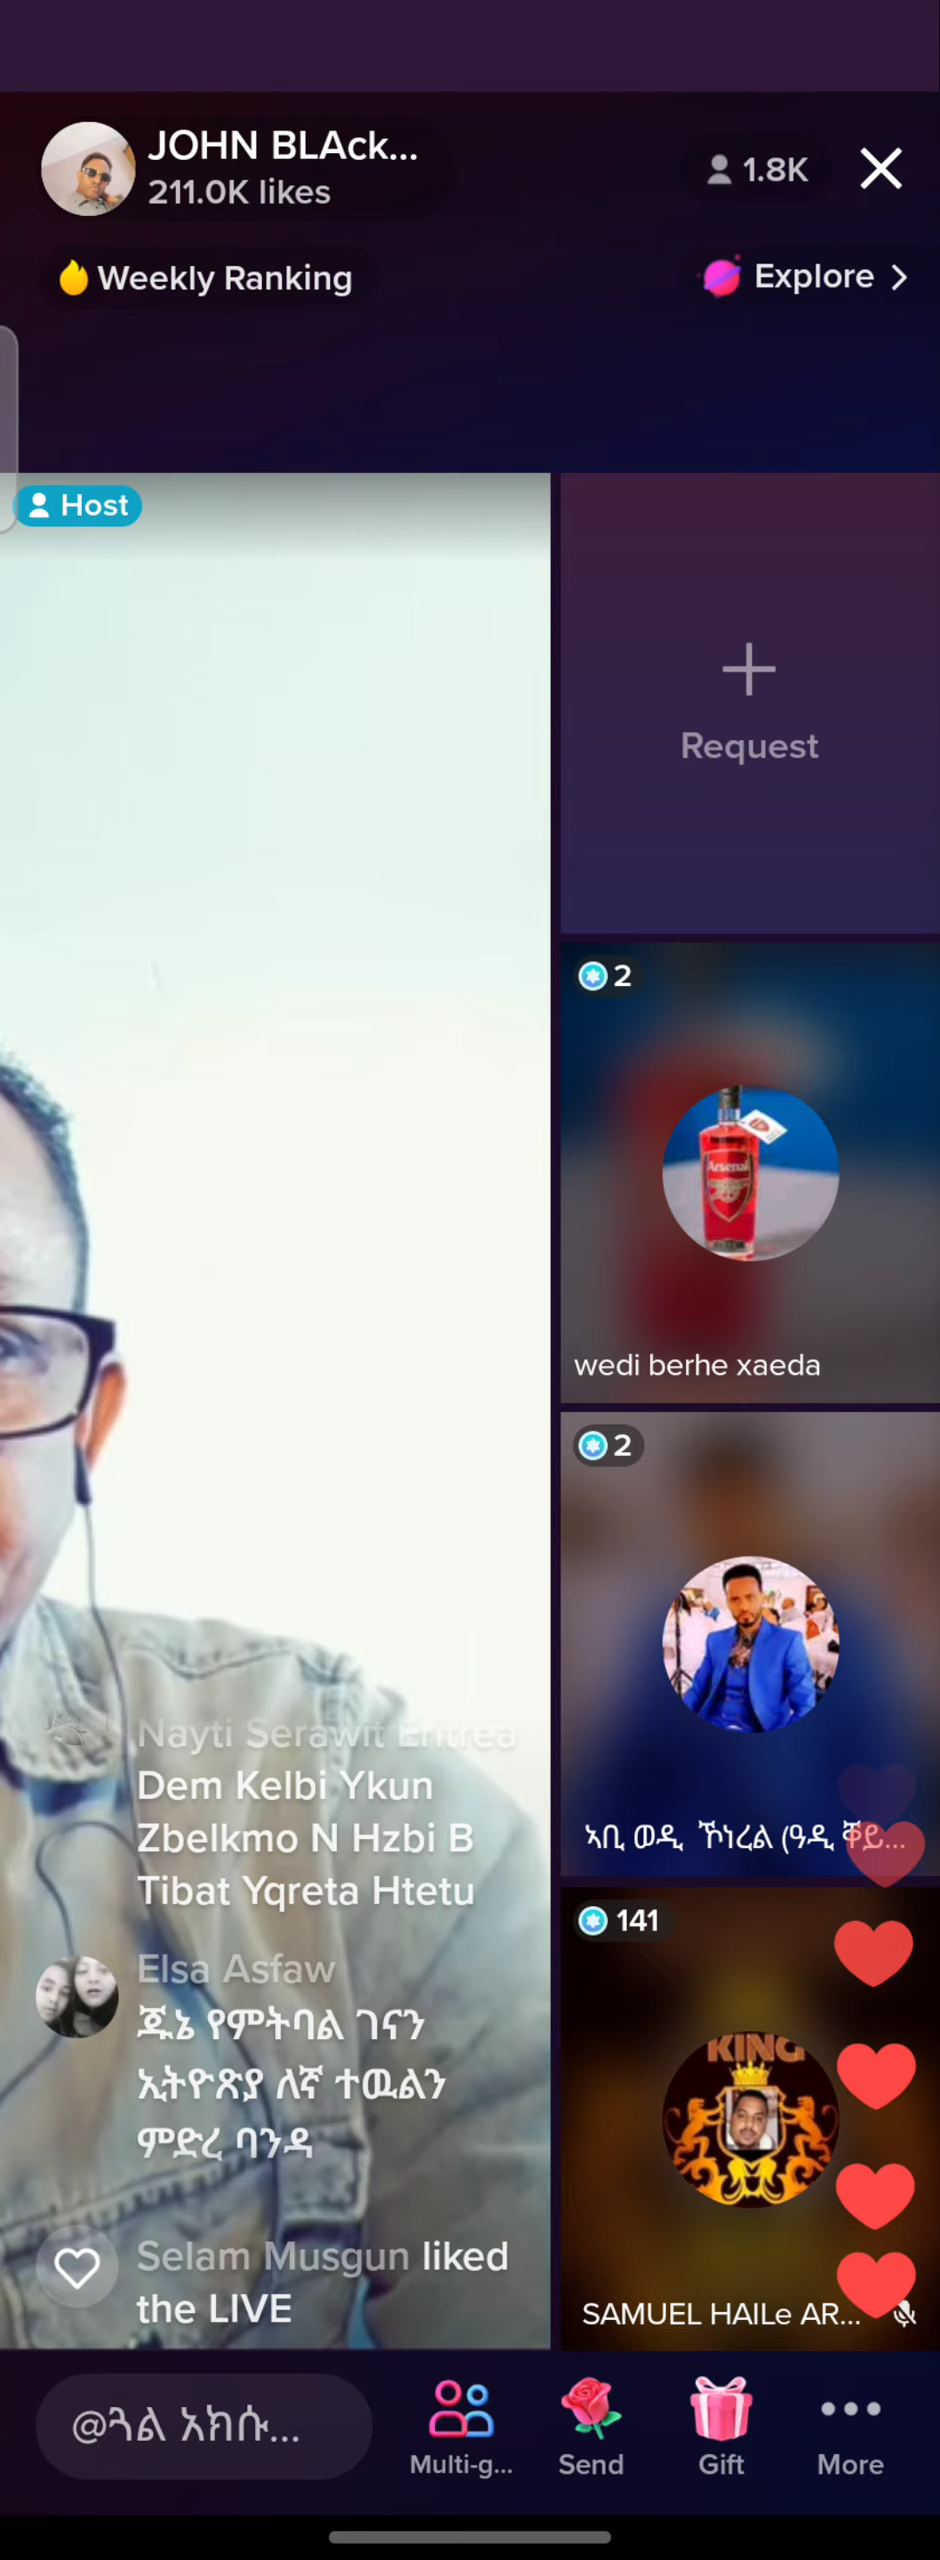 JOHN BLAck...
211.0K likes
1.8K
Weekly Ranking
Explore
Host
Request
2
Arsenal
wedi berhe xaeda
2
ኣቢ ወዲ ኾነረል (ዓዲ ቐይ...
141
KING
SAMUEL HAILe AR...
Nayti Serawit Eritrea
Dem Kelbi Ykun
Zbelkmo N Hzbi B
Tibat Yqreta Htetu
Elsa Asfaw
ጁኔ የምትባል ገናን
ኢትዮጵያ ለኛ ተዉልን
ምድረ ባንዳ
Selam Musgun liked
the LIVE
@ጓል አክሱ...
Multi-g...
Send
Gift
More